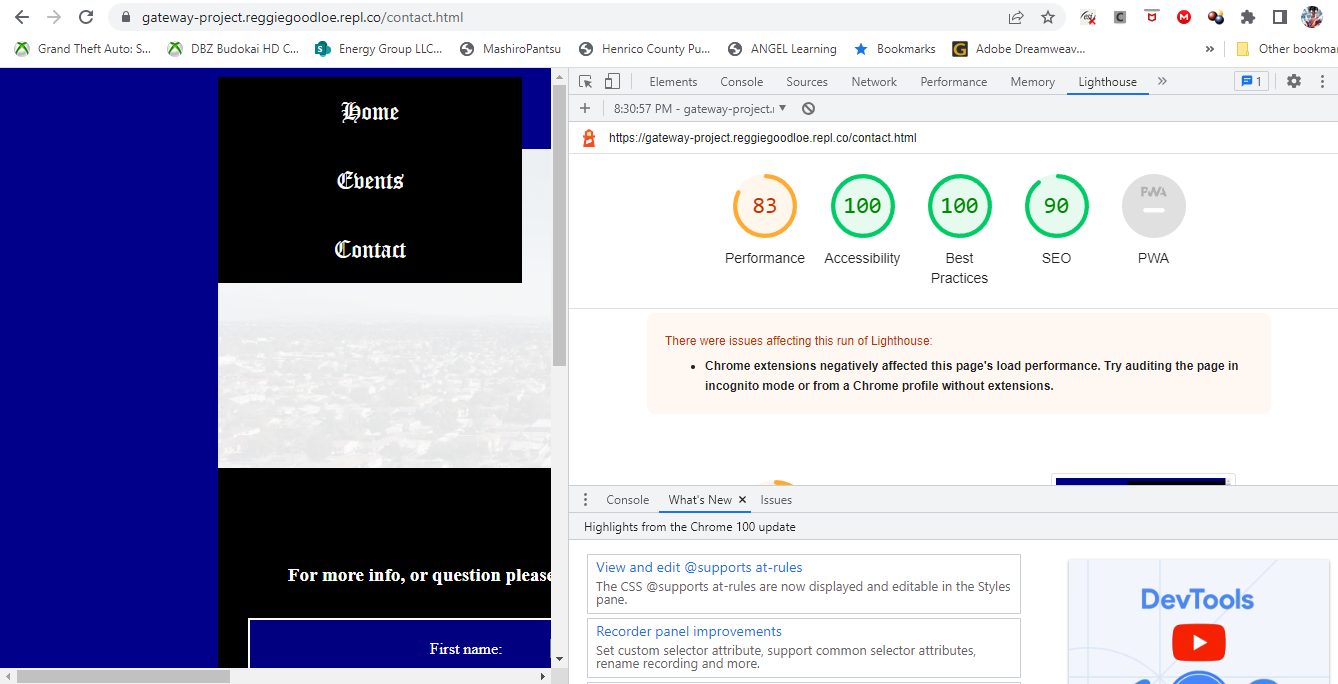 gateway-project.reggiegoodloe.repl.co/contact.html
Grand Theft Auto: S...
DBZ Budokai HD C...
Energy Group LLC...
MashiroPantsu
Henrico County Pu...
ANGEL Learning
Bookmarks
Adobe Dreamweav...
»
Other bookmar
Home
Events
Contact
For more info, or question please
First name:
Elements
Console
Sources
Network
Performance
Memory
Lighthouse
»
1
8:30:57 PM - gateway-project.r
https://gateway-project.reggiegoodloe.repl.co/contact.html
83
100
100
90
PWA
Performance
Accessibility
Best
Practices
SEO
PWA
There were issues affecting this run of Lighthouse:
• Chrome extensions negatively affected this page's load performance. Try auditing the page in
incognito mode or from a Chrome profile without extensions.
Console
What's New ×
Issues
Highlights from the Chrome 100 update
View and edit @supports at-rules
The CSS @supports at-rules are now displayed and editable in the Styles
pane.
Recorder panel improvements
Set custom selector attribute, support common selector attributes,
rename recording and more.
DevTools